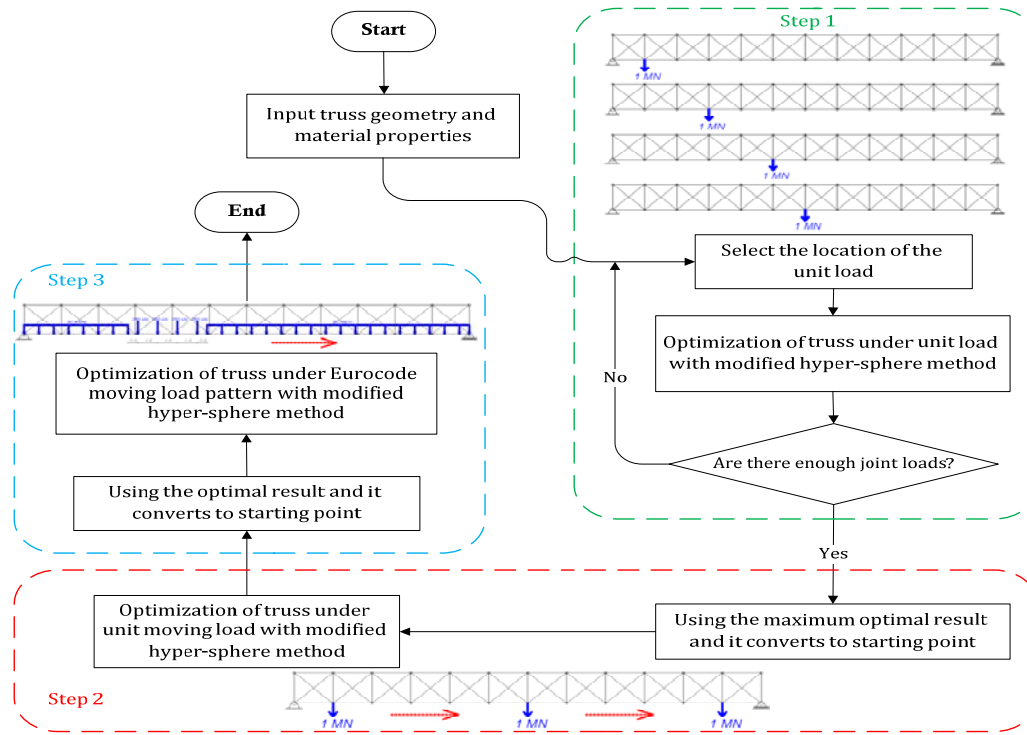 Start
Input truss geometry and
material properties
Step 1
1 MN
1 MN
1 MN
1 MN
Select the location of the
unit load
Optimization of truss under unit load
with modified hyper-sphere method
No
Are there enough joint loads?
Yes
Using the maximum optimal result
and it converts to starting point
Step 2
Optimization of truss under
unit moving load with modified
hyper-sphere method
1 MN
1 MN
1 MN
Step 3
Using the optimal result and it
converts to starting point
Optimization of truss under Eurocode
moving load pattern with modified
hyper-sphere method
End